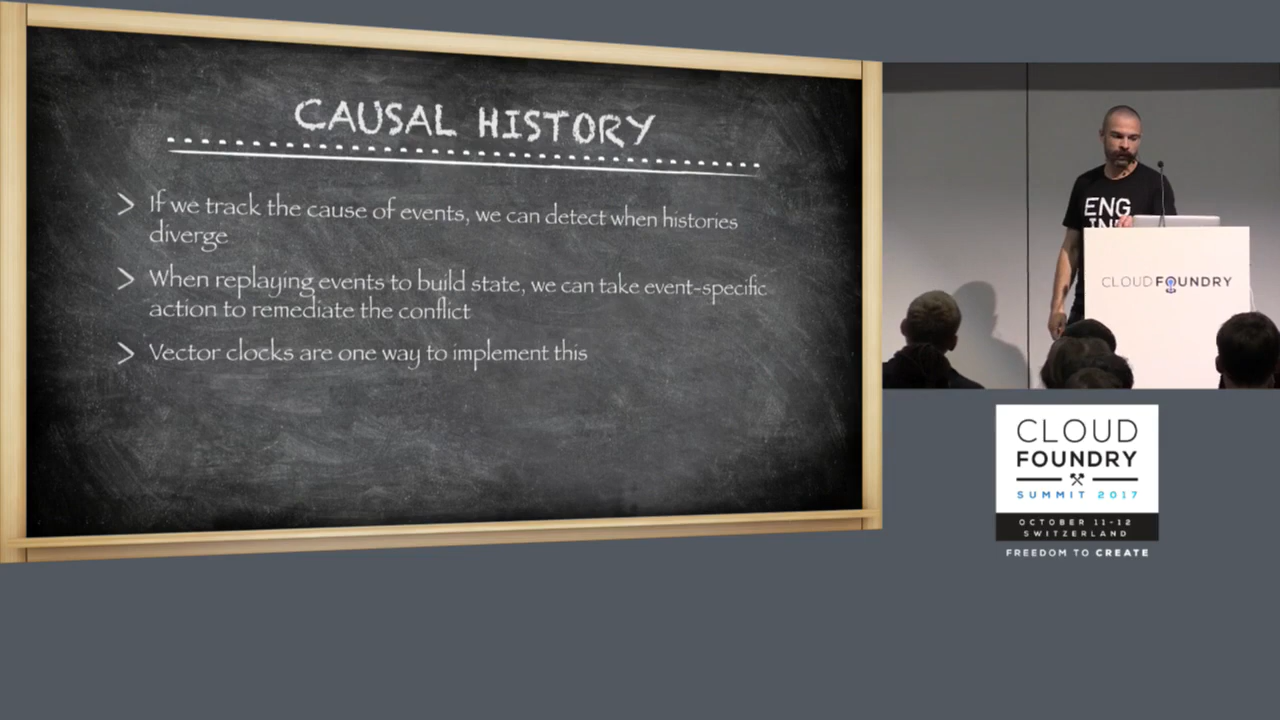 CAUSAL HISTORY
If we track the cause of events, we can detect when histories
diverge
When replaying events to build state, we can take event-specific
action to remediate the conflict
Vector clocks are one way to implement this
ENG
CLOUD FOUNDRY
CLOUD
FOUNDRY
SUMMIT 2017
OCTOBER 11-12
SWITZERLAND
FREEDOM TO CREATE